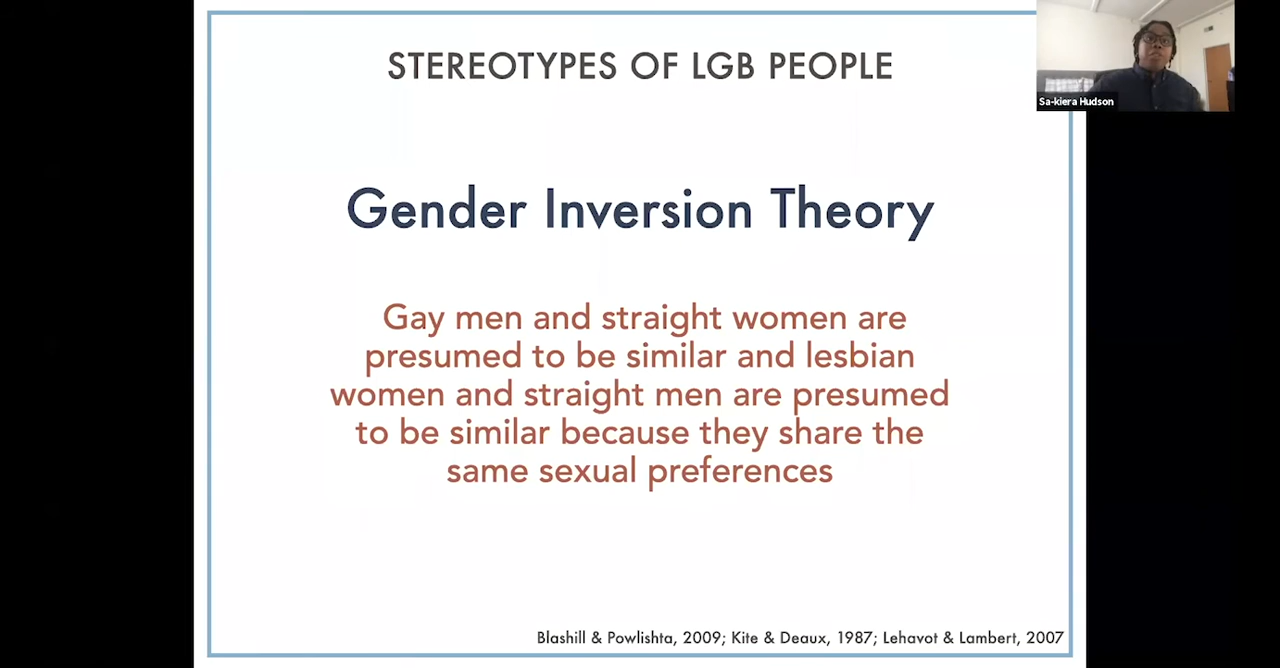 STEREOTYPES OF LGB PEOPLE
Sa-kiera Hudson
Gender Inversion Theory
Gay men and straight women are
presumed to be similar and lesbian
women and straight men are presumed
to be similar because they share the
same sexual preferences
Blashill & Powlishta, 2009; Kite & Deaux, 1987; Lehavot & Lambert, 2007